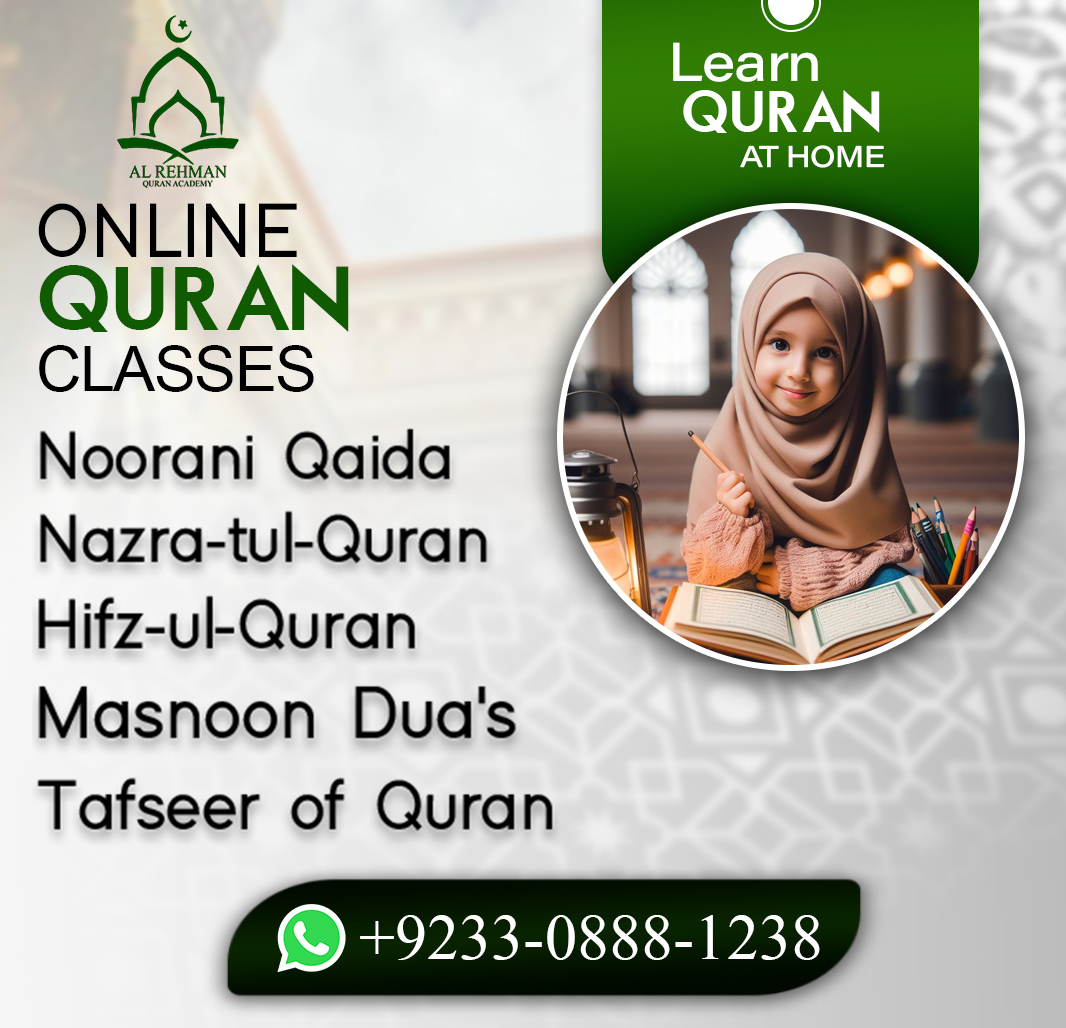 AL REHMAN
QURAN ACADEMY
ONLINE
QURAN
CLASSES
Noorani Qaida
Nazra-tul-Quran
Hifz-ul-Quran
Masnoon Dua's
Tafseer of Quran
Learn
QURAN
AT HOME
+9233-0888-1238